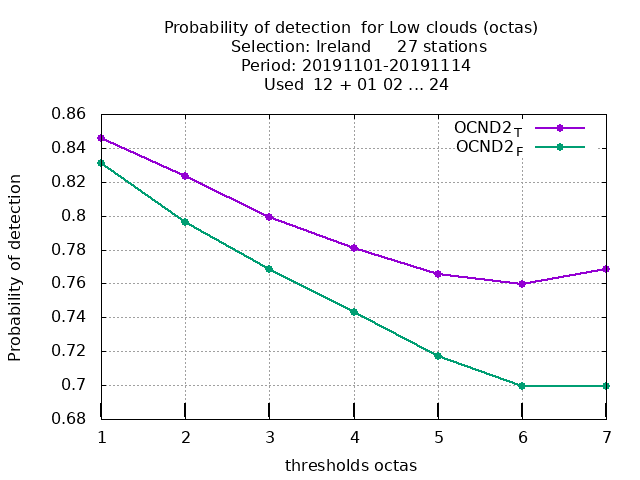 Probability of detection  for Low clouds (octas)
Selection: Ireland     27 stations
Period: 20191101-20191114
Used  12 + 01 02 ... 24
OCND2T
OCND2F
Probability of detection
0.86
0.84
0.82
0.8
0.78
0.76
0.74
0.72
0.7
0.68
1 2 3 4 5 6 7
thresholds octas